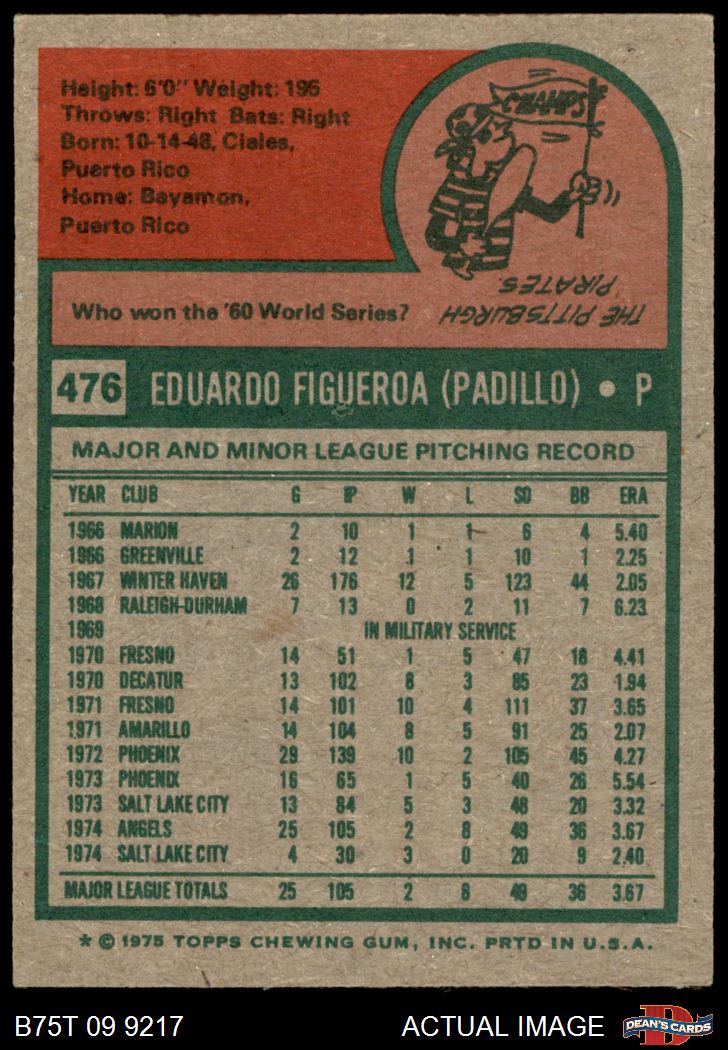 Height: 6'0" Weight: 195
Throws: Right Bats: Right
Born: 10-14-48, Ciales,
Puerto Rico
Home: Bayamon,
Puerto Rico
CHAMPS
Who won the '60 World Series?
THE PITTSBURGH
PIRATES.
476 EDUARDO FIGUEROA (PADILLO) • P
MAJOR AND MINOR LEAGUE PITCHING RECORD
YEAR CLUB G IP W L SO BB ERA
1966 MARION 2 10 1 1 6 4 5.40
1966 GREENVILLE 2 12 1 1 10 1 2.25
1967 WINTER HAVEN 26 176 12 5 123 44 2.05
1968 RALEIGH-DURHAM 7 13 0 2 11 7 6.23
1969 IN MILITARY SERVICE
1970 FRESNO 14 51 1 5 47 18 4.41
1970 DECATUR 13 102 8 3 85 23 1.94
1971 FRESNO 14 101 10 4 111 37 3.65
1971 AMARILLO 14 104 8 5 91 25 2.07
1972 PHOENIX 29 139 10 2 105 45 4.27
1973 PHOENIX 16 65 1 5 40 26 5.54
1973 SALT LAKE CITY 13 84 5 3 48 20 3.32
1974 ANGELS 25 105 2 8 49 36 3.67
1974 SALT LAKE CITY 4 30 3 0 20 9 2.40
MAJOR LEAGUE TOTALS 25 105 2 8 49 36 3.67
* © 1975 TOPPS CHEWING GUM, INC. PRTD IN U.S.A.
B75T 09 9217 ACTUAL IMAGE
D
DEAN'S CARDS